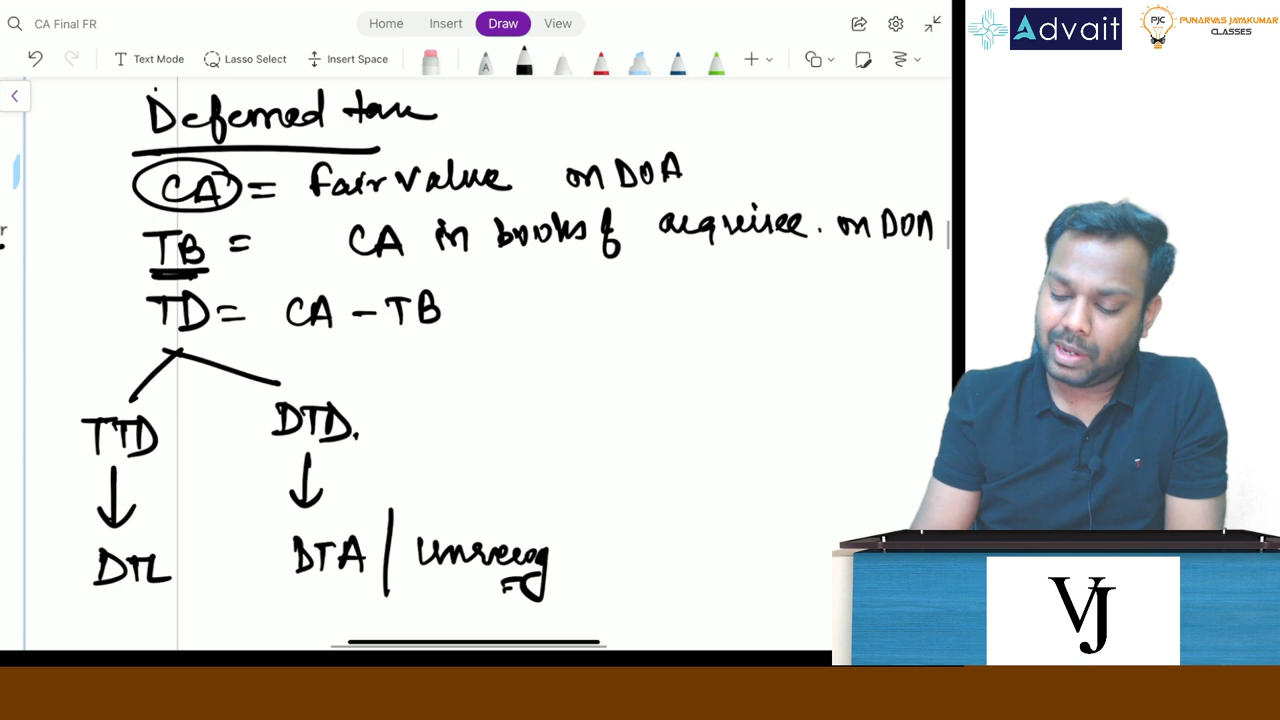 CA Final FR
Home Insert Draw View
Advait
PJC
PUNARVAS JAYAKUMAR
CLASSES
Text Mode Lasso Select Insert Space
A
Deferred tax
CA = Fair Value on DOA
TB = CA in books of acquiree. on DOA
TD = CA - TB
TTD DTD.
DTL DTA | Unrecog
VJ